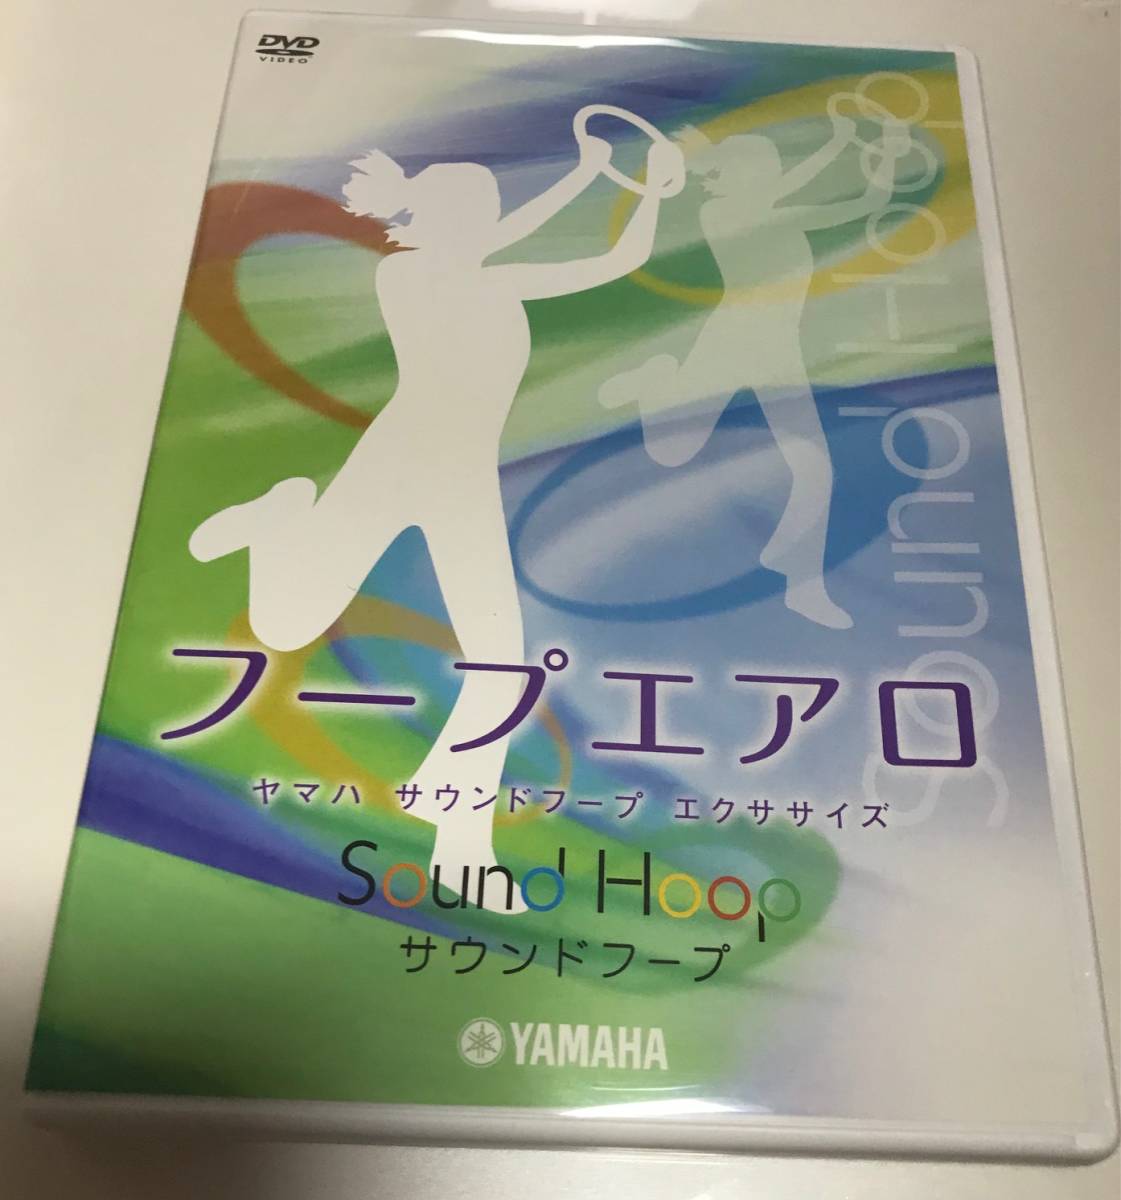 DVD
VIDEO
Sound Hoop
フープエアロ
ヤマハ サウンドフープ エクササイズ
Sound Hoop
サウンドフープ
YAMAHA